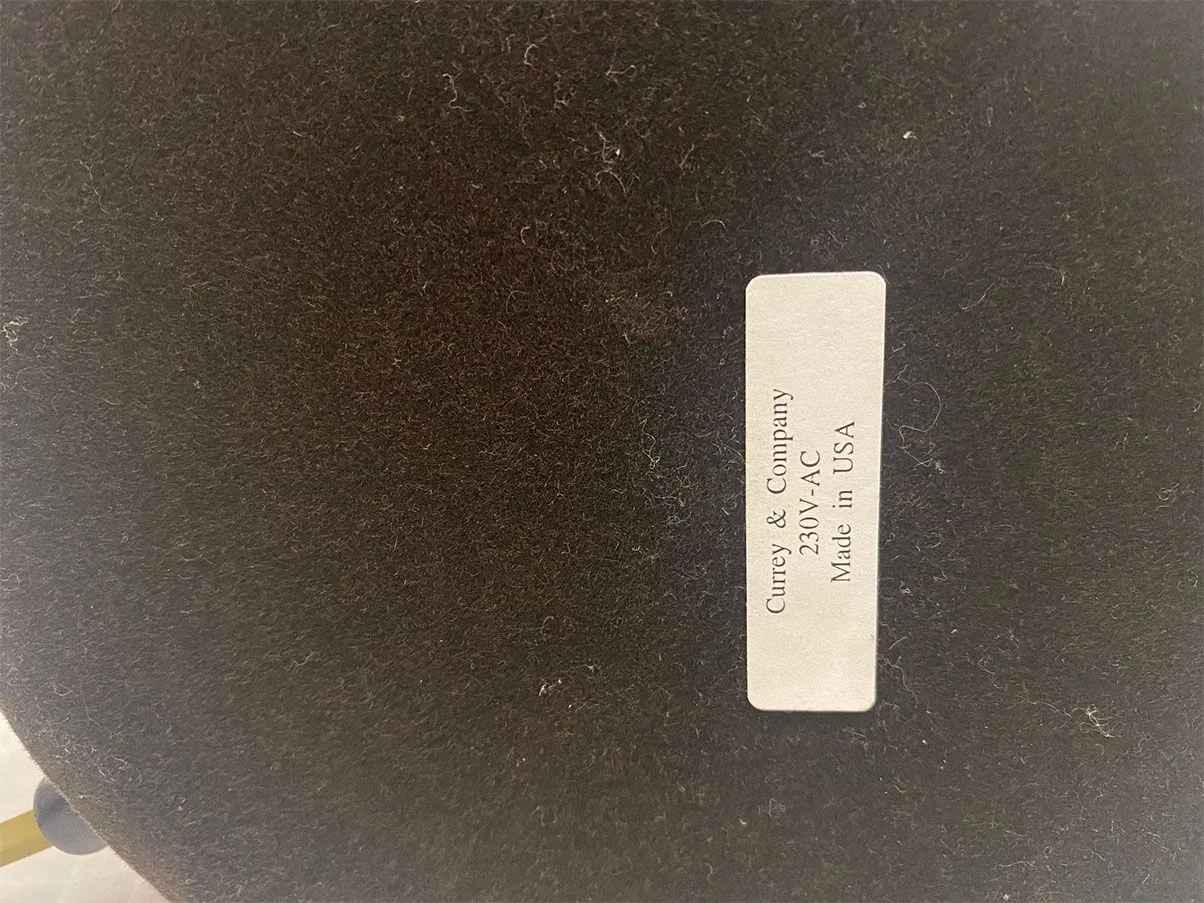 Currey & Company
230V-AC
Made in USA